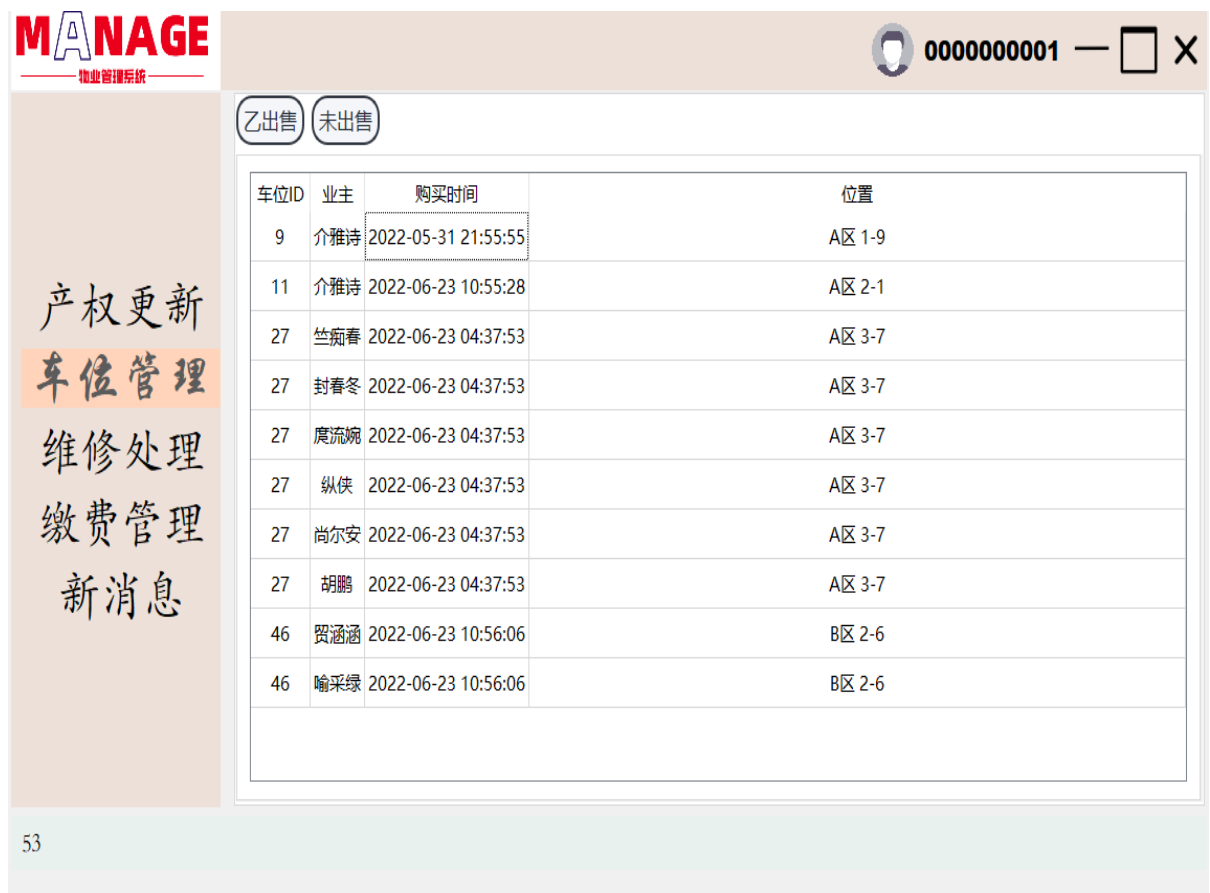 MANAGE
物业管理系统
0000000001
乙出售 未出售
车位ID 业主 购买时间 位置
9 介雅诗 2022-05-31 21:55:55 A区 1-9
11 介雅诗 2022-06-23 10:55:28 A区 2-1
27 竺痴春 2022-06-23 04:37:53 A区 3-7
27 封春冬 2022-06-23 04:37:53 A区 3-7
27 庹流婉 2022-06-23 04:37:53 A区 3-7
27 纵侠 2022-06-23 04:37:53 A区 3-7
27 尚尔安 2022-06-23 04:37:53 A区 3-7
27 胡鹏 2022-06-23 04:37:53 A区 3-7
46 贺涵涵 2022-06-23 10:56:06 B区 2-6
46 喻采绿 2022-06-23 10:56:06 B区 2-6
产权更新
车位管理
维修处理
缴费管理
新消息
53